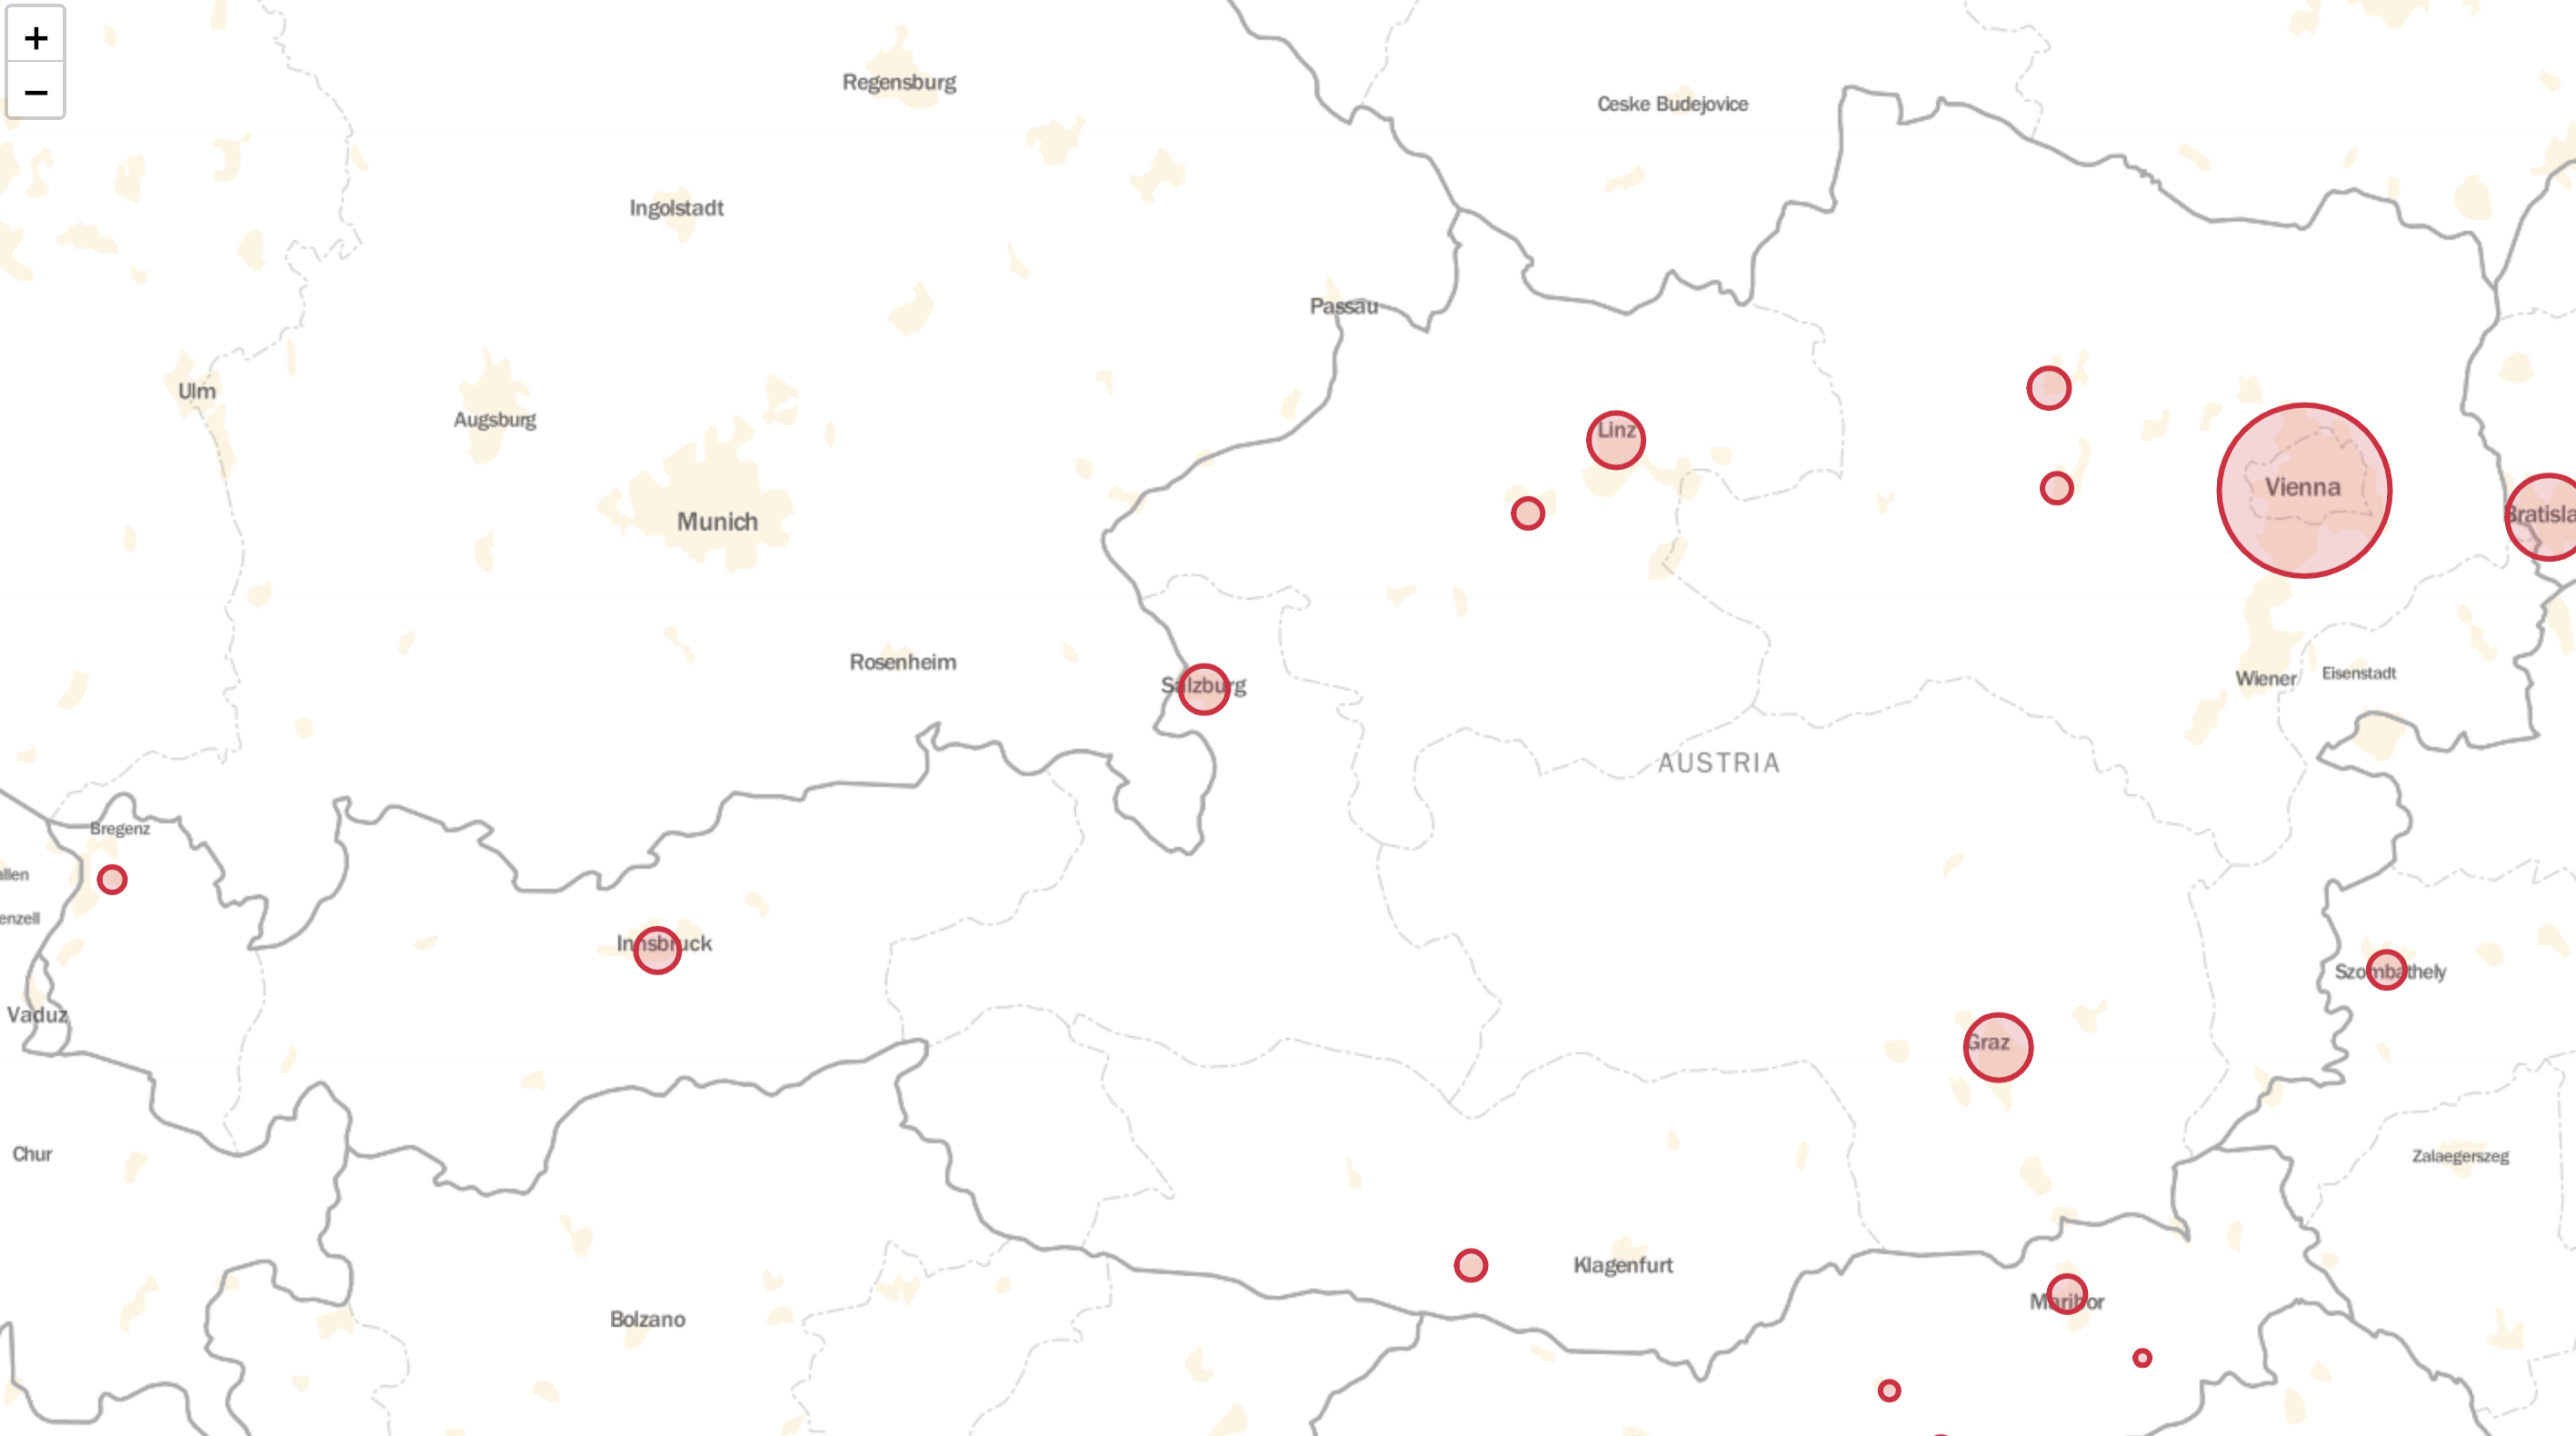 +
−
Regensburg
Ceske Budejovice
Ingolstadt
Passau
Ulm
Augsburg
Linz
Vienna
Munich
Bratisla
Rosenheim
Salzburg
Wiener
Eisenstadt
AUSTRIA
Bregenz
allen
enzell
Innsbruck
Szombathely
Vaduz
Graz
Chur
Zalaegerszeg
Klagenfurt
Maribor
Bolzano